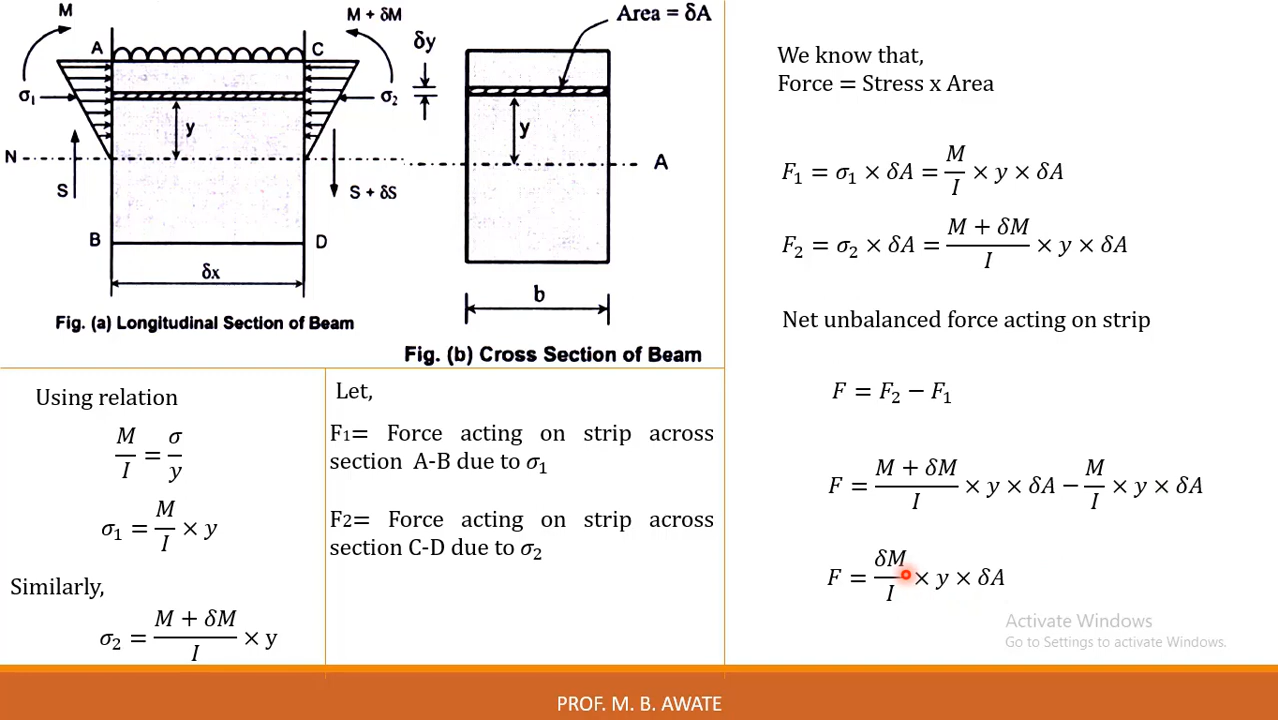 M
M + δM
A
C
σ₁
σ₂
y
N
S
S + δS
B
D
δx
Fig. (a) Longitudinal Section of Beam
Area = δA
δy
y
A
b
Fig. (b) Cross Section of Beam
Using relation
M/I = σ/y
σ₁ = M/I × y
Similarly,
σ₂ = (M + δM)/I × y
Let,
F₁= Force acting on strip across
section A-B due to σ₁
F₂= Force acting on strip across
section C-D due to σ₂
We know that,
Force = Stress x Area
F₁ = σ₁ × δA = M/I × y × δA
F₂ = σ₂ × δA = (M + δM)/I × y × δA
Net unbalanced force acting on strip
F = F₂ − F₁
F = (M + δM)/I × y × δA − M/I × y × δA
F = δM/I × y × δA
Activate Windows
Go to Settings to activate Windows.
PROF. M. B. AWATE